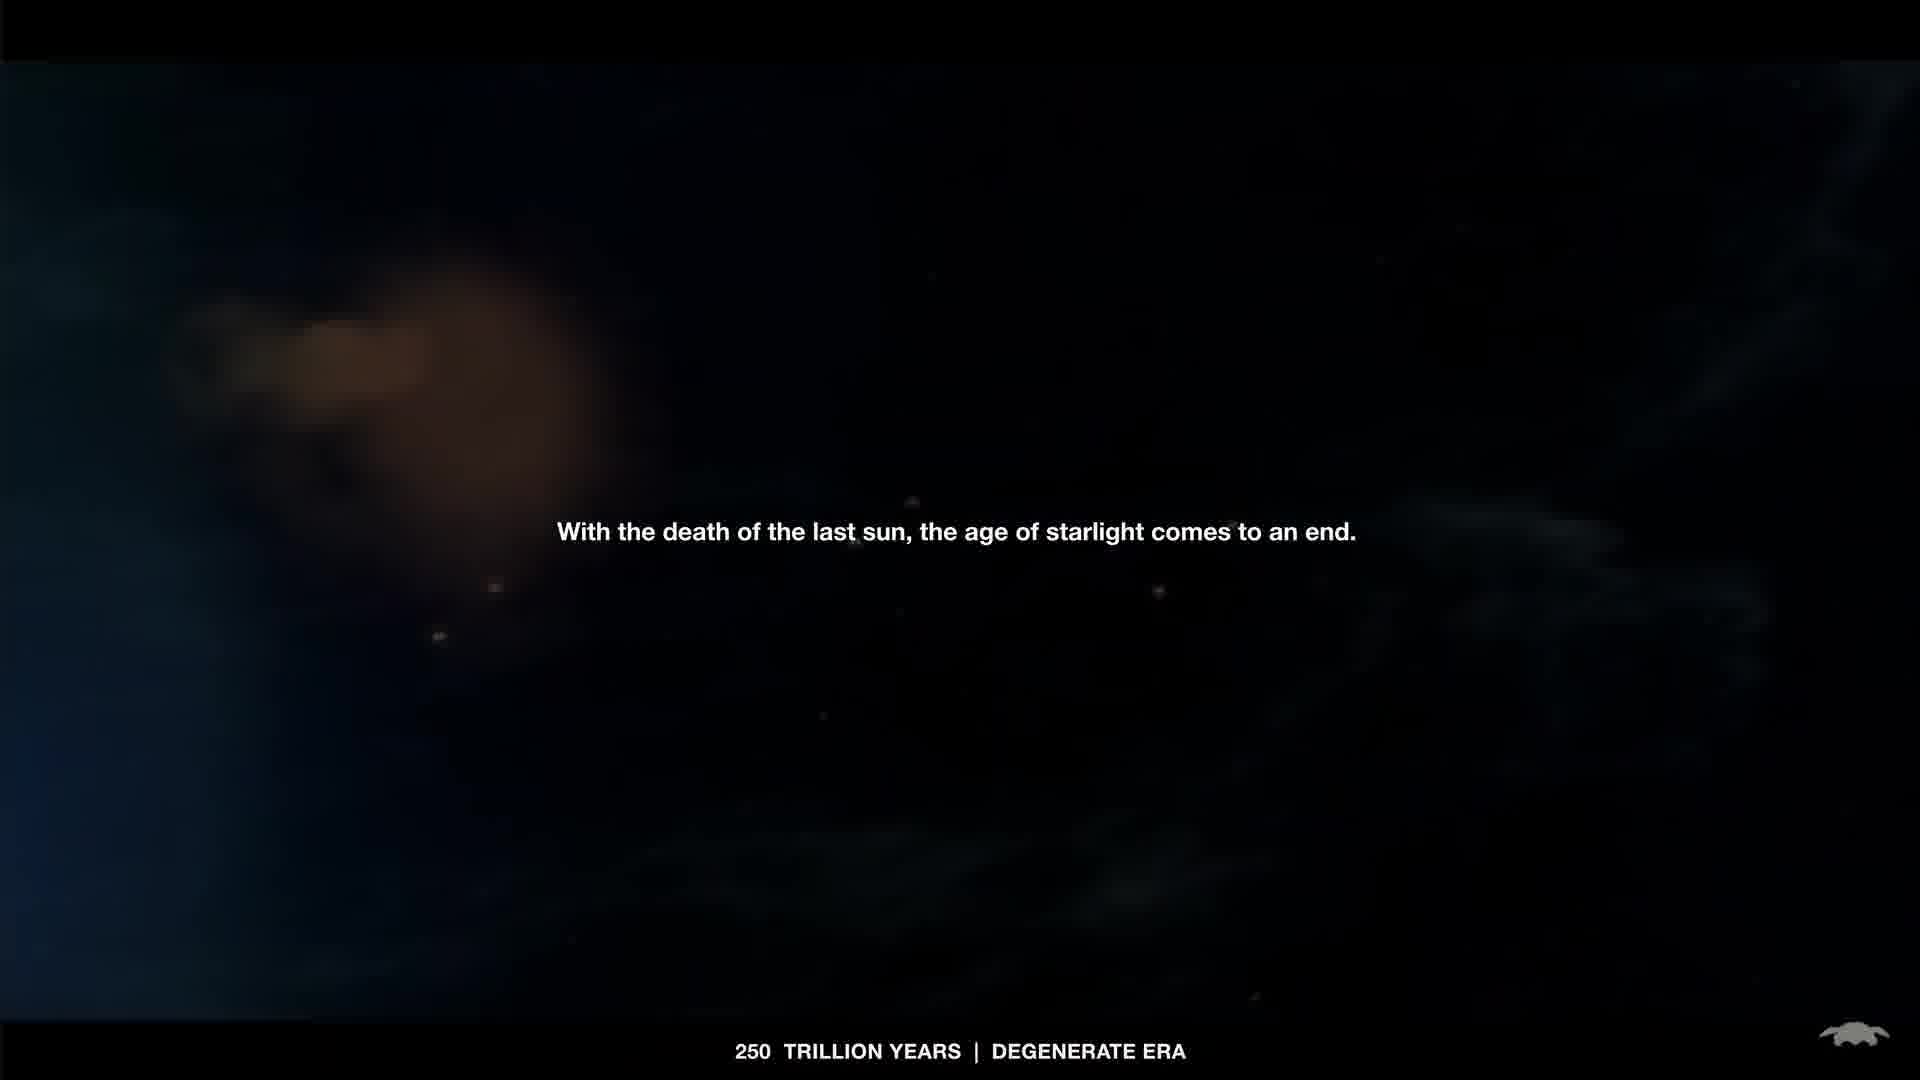 With the death of the last sun, the age of starlight comes to an end.
250 TRILLION YEARS | DEGENERATE ERA